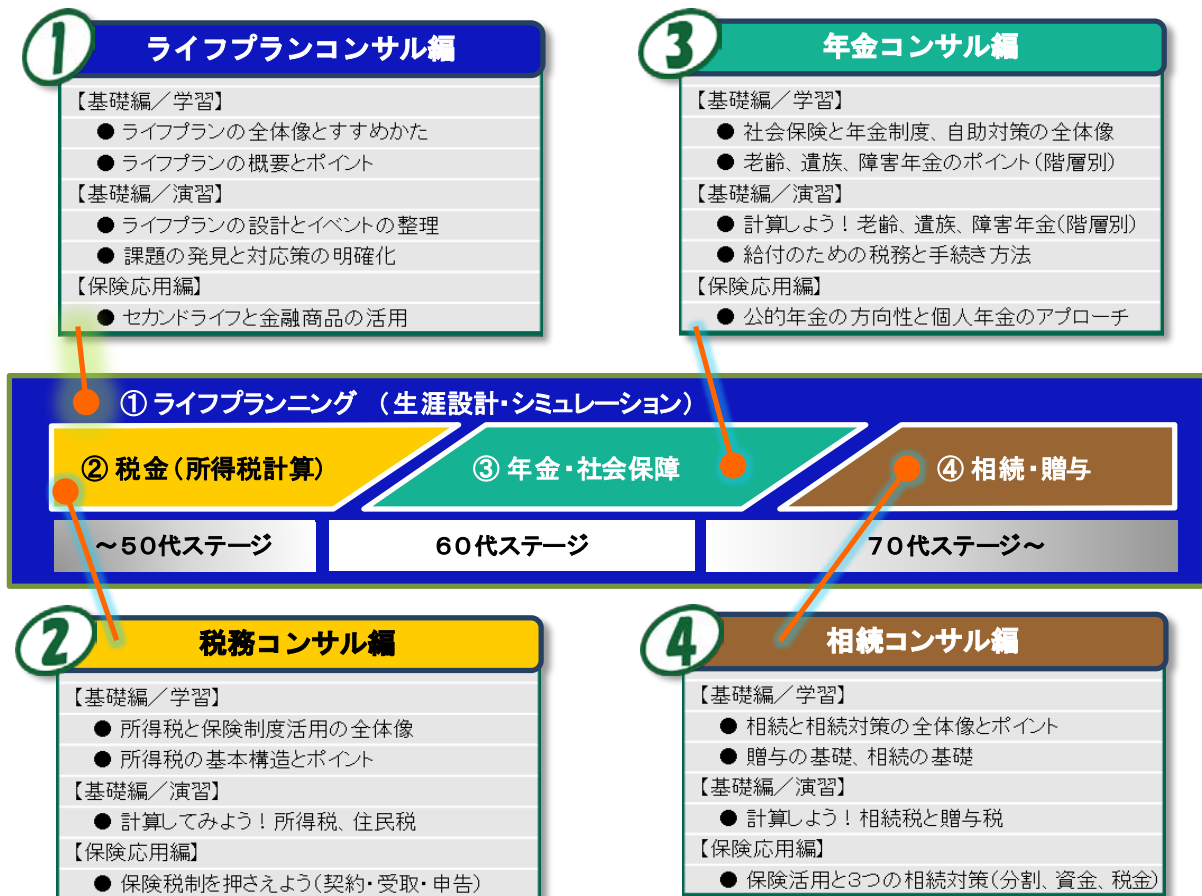 1
ライフプランコンサル編
【基礎編／学習】
● ライフプランの全体像とすすめかた
● ライフプランの概要とポイント
【基礎編／演習】
● ライフプランの設計とイベントの整理
● 課題の発見と対応策の明確化
【保険応用編】
● セカンドライフと金融商品の活用
3
年金コンサル編
【基礎編／学習】
● 社会保険と年金制度、自助対策の全体像
● 老齢、遺族、障害年金のポイント（階層別）
【基礎編／演習】
● 計算しよう！老齢、遺族、障害年金（階層別）
● 給付のための税務と手続き方法
【保険応用編】
● 公的年金の方向性と個人年金のアプローチ
① ライフプランニング （生涯設計・シミュレーション）
② 税金（所得税計算）
③ 年金・社会保障
④ 相続・贈与
～５０代ステージ
６０代ステージ
７０代ステージ～
2
税務コンサル編
【基礎編／学習】
● 所得税と保険制度活用の全体像
● 所得税の基本構造とポイント
【基礎編／演習】
● 計算してみよう！所得税、住民税
【保険応用編】
● 保険税制を押さえよう（契約・受取・申告）
4
相続コンサル編
【基礎編／学習】
● 相続と相続対策の全体像とポイント
● 贈与の基礎、相続の基礎
【基礎編／演習】
● 計算しよう！相続税と贈与税
【保険応用編】
● 保険活用と3つの相続対策（分割、資金、税金）